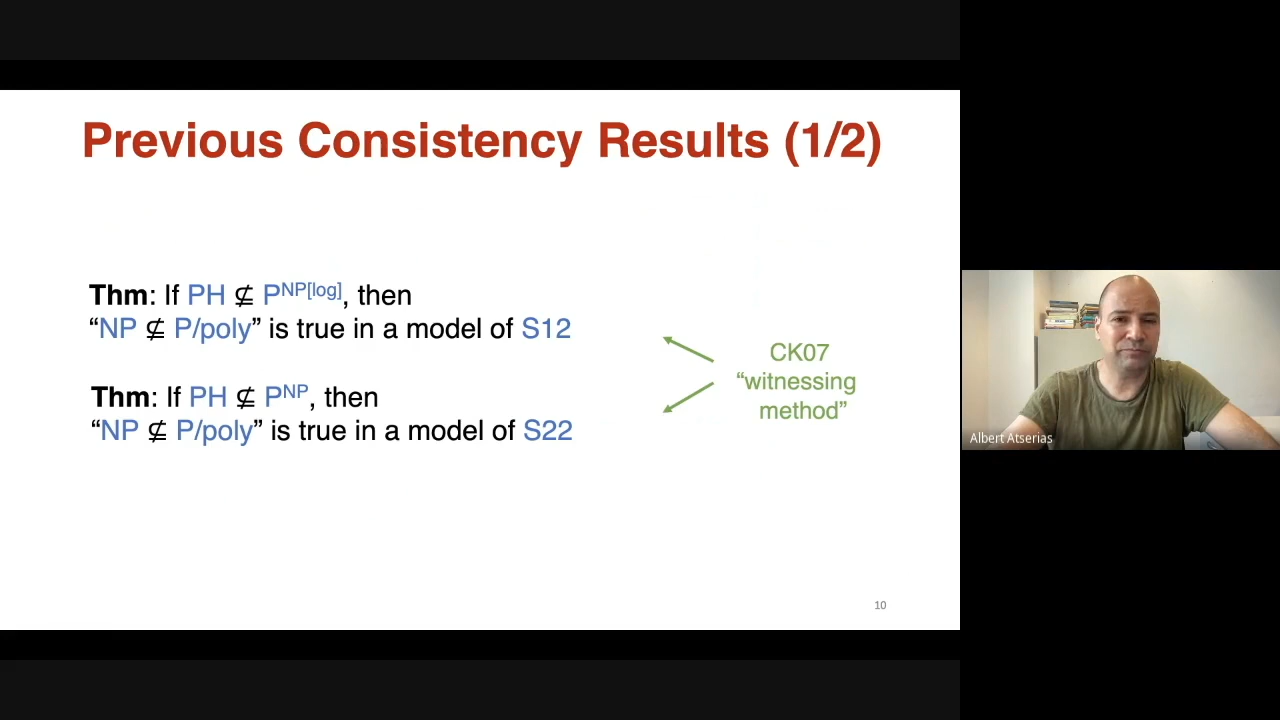 Previous Consistency Results (1/2)
Thm: If PH ⊈ P^NP[log], then
“NP ⊈ P/poly” is true in a model of S12
Thm: If PH ⊈ P^NP, then
“NP ⊈ P/poly” is true in a model of S22
CK07
“witnessing
method”
10
Albert Atserias